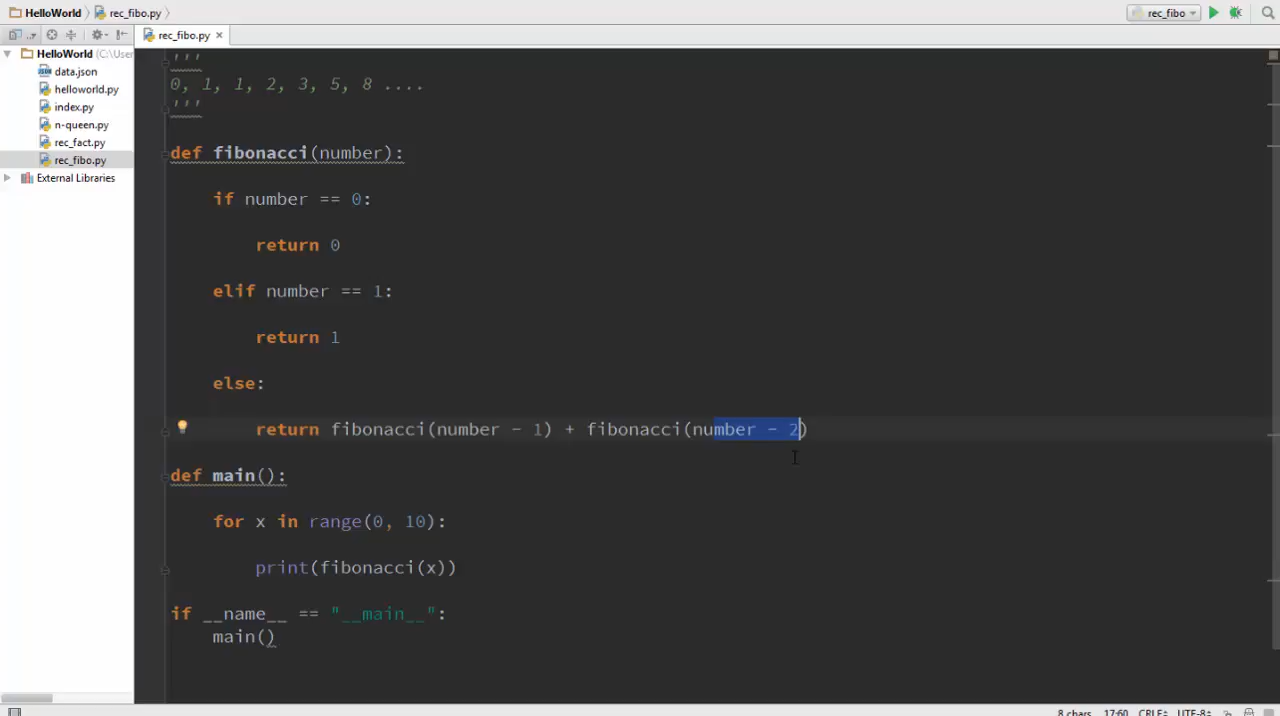 HelloWorld rec_fibo.py rec_fibo
rec_fibo.py
HelloWorld (C:\User
data.json
helloworld.py
index.py
n-queen.py
rec_fact.py
rec_fibo.py
External Libraries
'''
0, 1, 1, 2, 3, 5, 8 ....
'''
def fibonacci(number):
if number == 0:
return 0
elif number == 1:
return 1
else:
return fibonacci(number - 1) + fibonacci(number - 2)
def main():
for x in range(0, 10):
print(fibonacci(x))
if __name__ == "__main__":
main()
8 chars 17:60 CRLF UTF-8